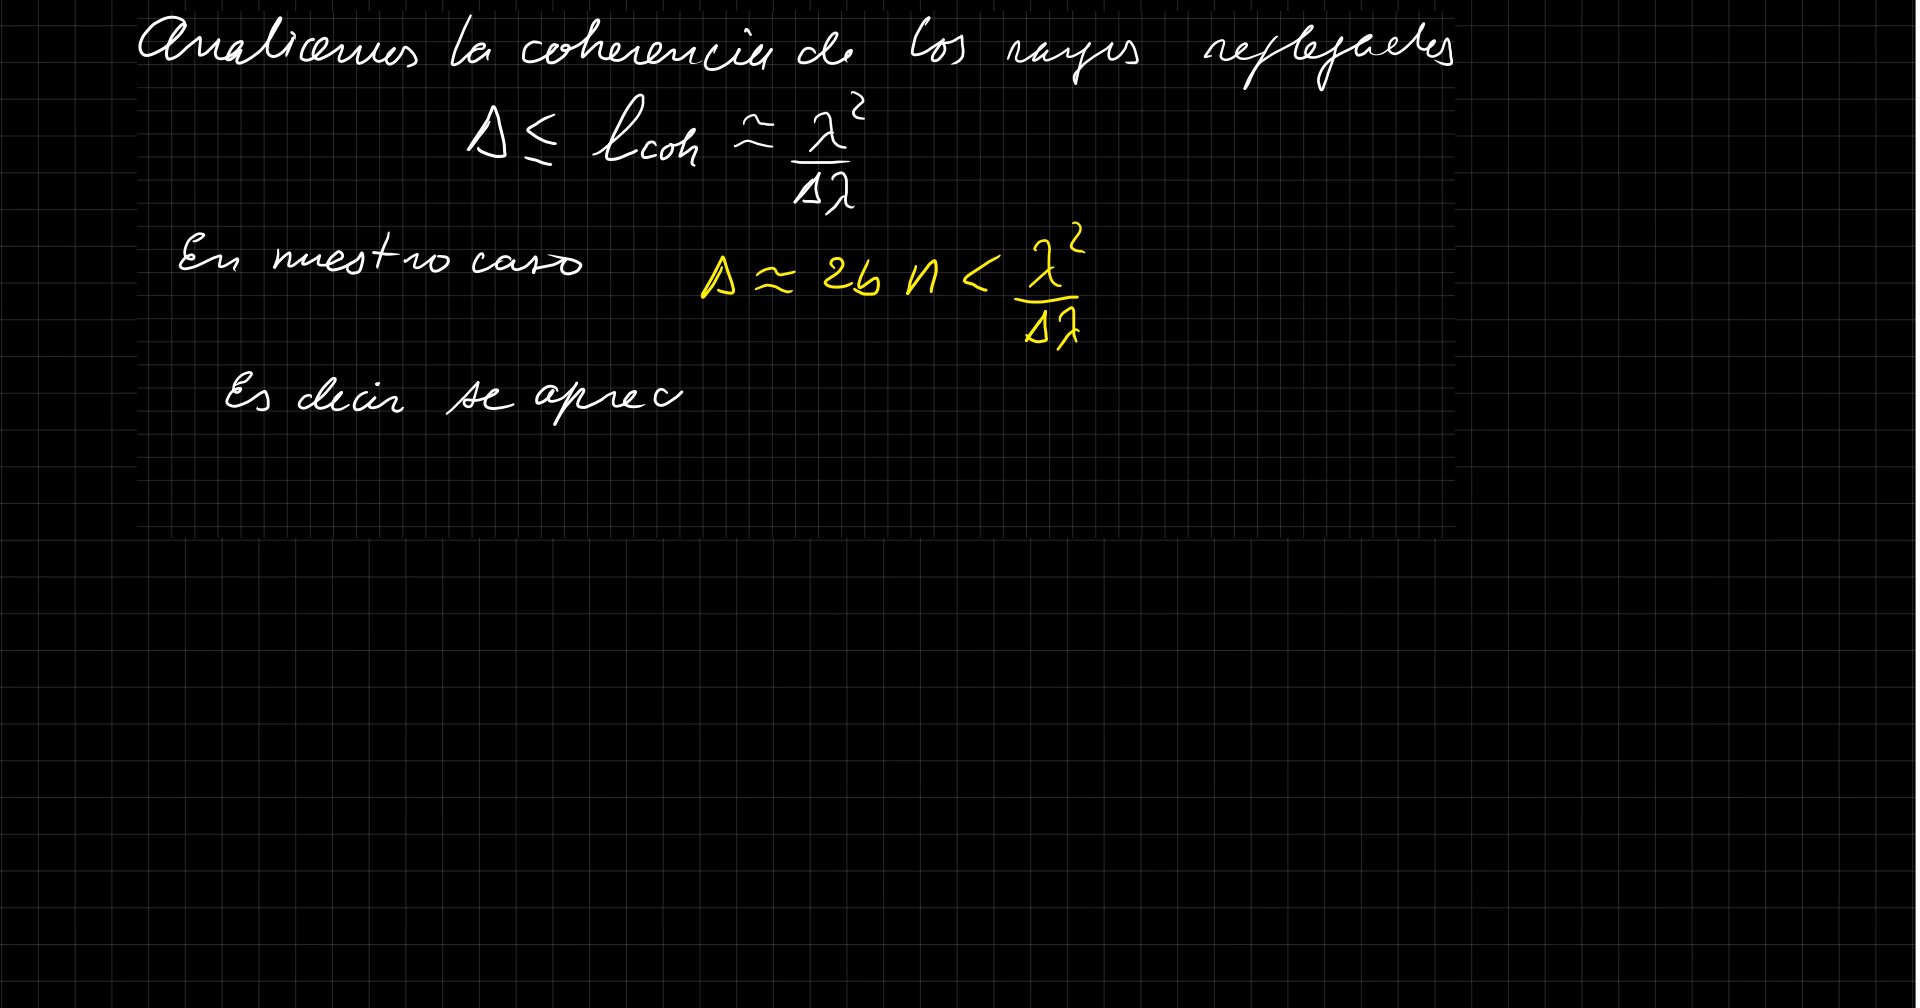 Analicemos la coherencia de los rayos reflejados
Δ ≤ lcoh ≃ λ²/Δλ
En nuestro caso Δ ≃ 2b n < λ²/Δλ
Es decir se aprec